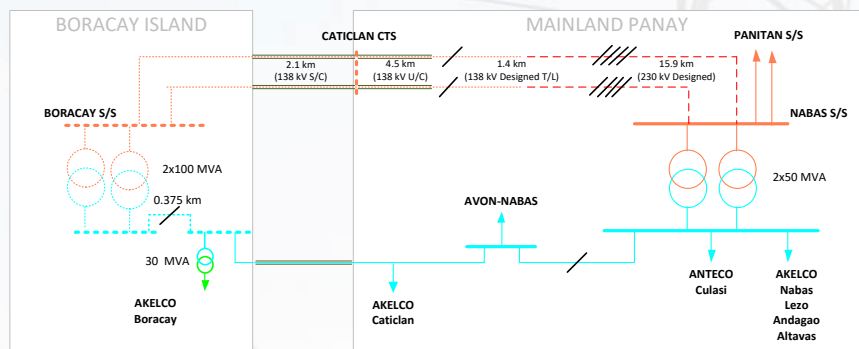 BORACAY ISLAND
MAINLAND PANAY
CATICLAN CTS
PANITAN S/S
2.1 km
(138 kV S/C)
4.5 km
(138 kV U/C)
1.4 km
(138 kV Designed T/L)
15.9 km
(230 kV Designed)
BORACAY S/S
NABAS S/S
2x100 MVA
2x50 MVA
0.375 km
AVON-NABAS
30 MVA
AKELCO
Boracay
AKELCO
Caticlan
ANTECO
Culasi
AKELCO
Nabas
Lezo
Andagao
Altavas